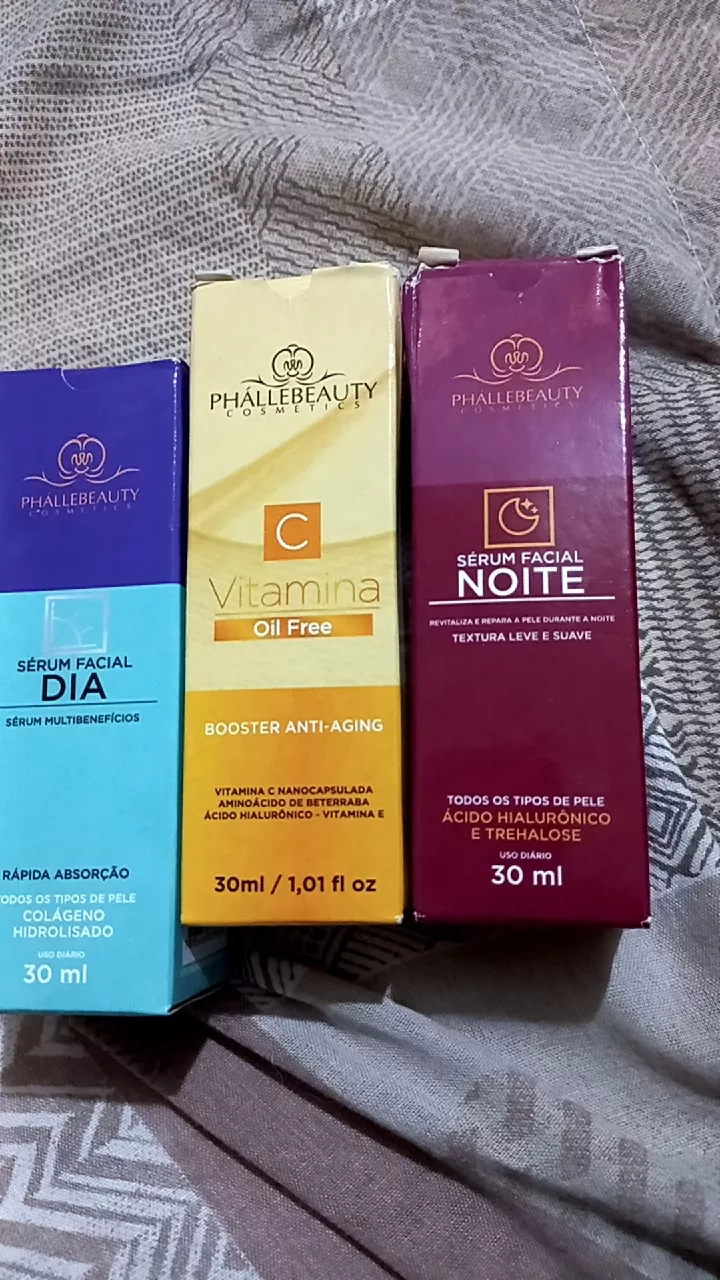 PHÁLLEBEAUTY
COSMETICS
SÉRUM FACIAL
DIA
SÉRUM MULTIBENEFÍCIOS
RÁPIDA ABSORÇÃO
TODOS OS TIPOS DE PELE
COLÁGENO
HIDROLISADO
USO DIÁRIO
30 ml
PHÁLLEBEAUTY
COSMETICS
C
Vitamina
Oil Free
BOOSTER ANTI-AGING
VITAMINA C NANOCAPSULADA
AMINOÁCIDO DE BETERRABA
ÁCIDO HIALURÔNICO - VITAMINA E
30ml / 1,01 fl oz
PHÁLLEBEAUTY
COSMETICS
SÉRUM FACIAL
NOITE
REVITALIZA E REPARA A PELE DURANTE A NOITE
TEXTURA LEVE E SUAVE
TODOS OS TIPOS DE PELE
ÁCIDO HIALURÔNICO
E TREHALOSE
USO DIÁRIO
30 ml